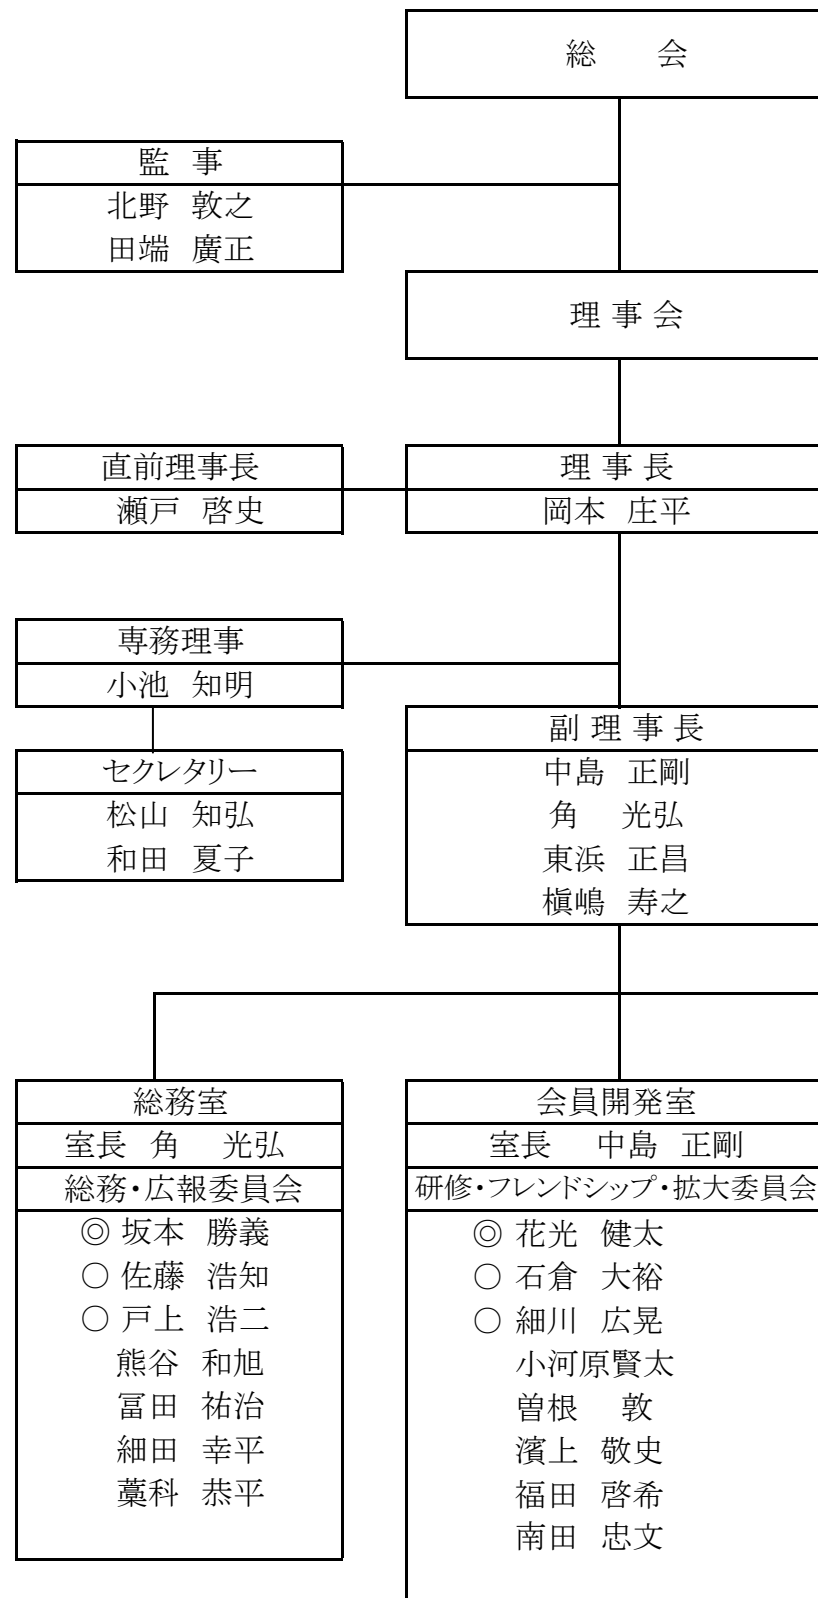 総 会
監 事
北野 敦之
田端 廣正
理 事 会
直前理事長
瀬戸 啓史
理 事 長
岡本 庄平
専務理事
小池 知明
セクレタリー
松山 知弘
和田 夏子
副 理 事 長
中島 正剛
角 光弘
東浜 正昌
槇嶋 寿之
総務室
室長 角 光弘
総務・広報委員会
◎ 坂本 勝義
○ 佐藤 浩知
○ 戸上 浩二
熊谷 和旭
冨田 祐治
細田 幸平
藁科 恭平
会員開発室
室長 中島 正剛
研修・フレンドシップ・拡大委員会
◎ 花光 健太
○ 石倉 大裕
○ 細川 広晃
小河原賢太
曽根 敦
濱上 敬史
福田 啓希
南田 忠文